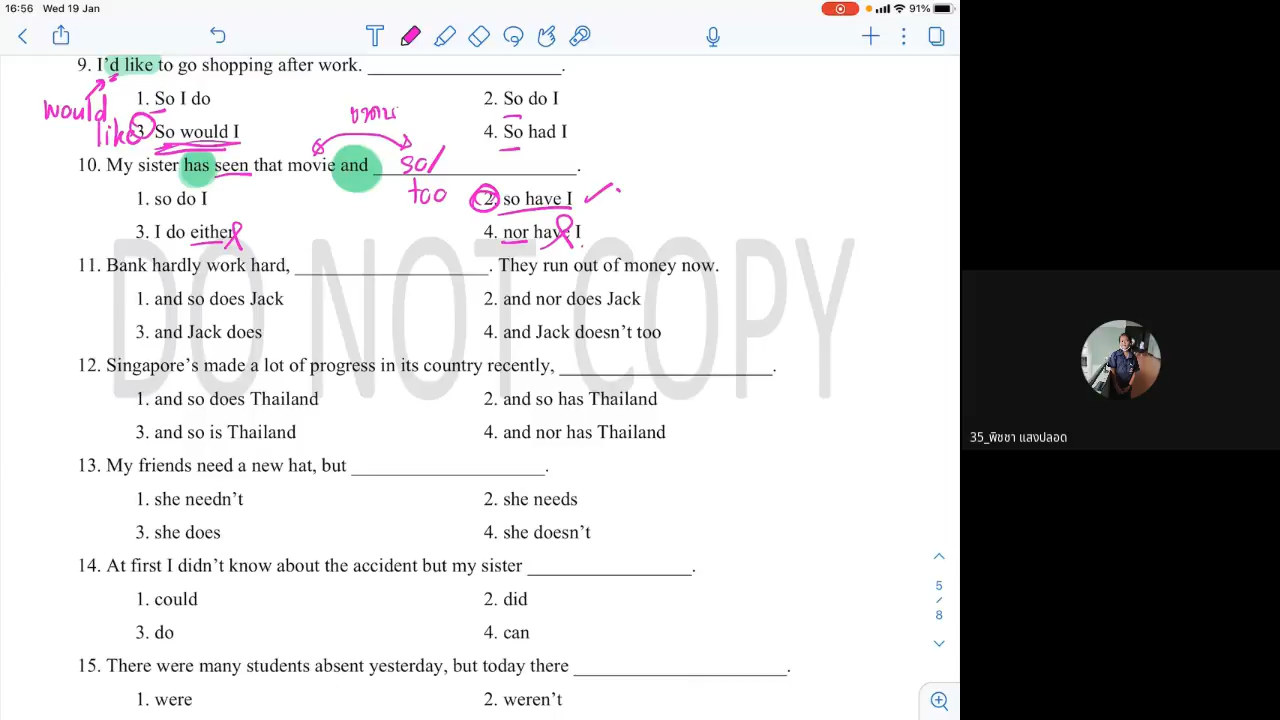 16:56 Wed 19 Jan 91%
9. I'd like to go shopping after work. ____________________.
would like
1. So I do
2. So do I
3. So would I
4. So had I
10. My sister has seen that movie and ____________________.
so/
too
1. so do I
2. so have I
3. I do either
4. nor have I
11. Bank hardly work hard, ____________________. They run out of money now.
1. and so does Jack
2. and nor does Jack
3. and Jack does
4. and Jack doesn't too
12. Singapore's made a lot of progress in its country recently, ____________________.
1. and so does Thailand
2. and so has Thailand
3. and so is Thailand
4. and nor has Thailand
13. My friends need a new hat, but ____________________.
1. she needn't
2. she needs
3. she does
4. she doesn't
14. At first I didn't know about the accident but my sister ____________________.
1. could
2. did
3. do
4. can
15. There were many students absent yesterday, but today there ____________________.
1. were
2. weren't
DO NOT COPY
5/8
35_พิชชา แสงปลอด